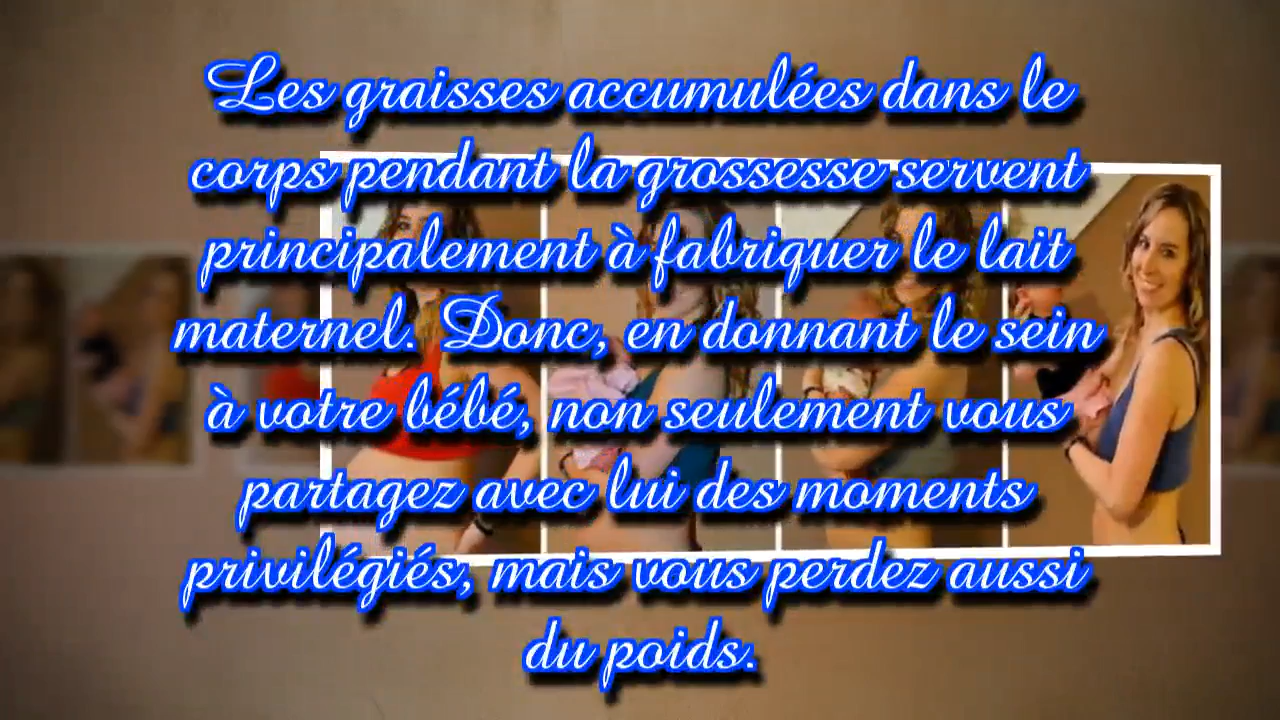 Les graisses accumulées dans le
corps pendant la grossesse servent
principalement à fabriquer le lait
maternel. Donc, en donnant le sein
à votre bébé, non seulement vous
partagez avec lui des moments
privilégiés, mais vous perdez aussi
du poids.